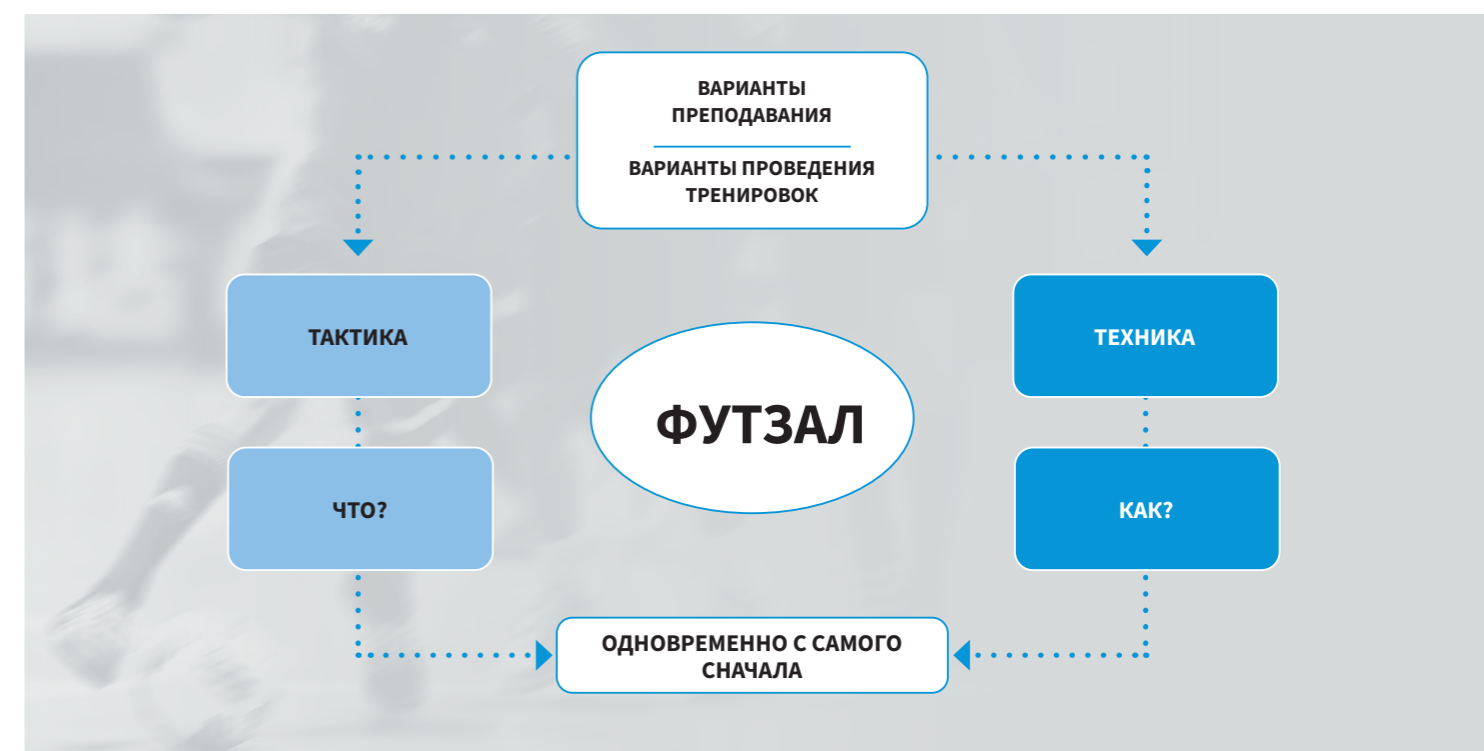 ВАРИАНТЫ
ПРЕПОДАВАНИЯ
ВАРИАНТЫ ПРОВЕДЕНИЯ
ТРЕНИРОВОК
ТАКТИКА
ТЕХНИКА
ФУТЗАЛ
ЧТО?
КАК?
ОДНОВРЕМЕННО С САМОГО
СНАЧАЛА